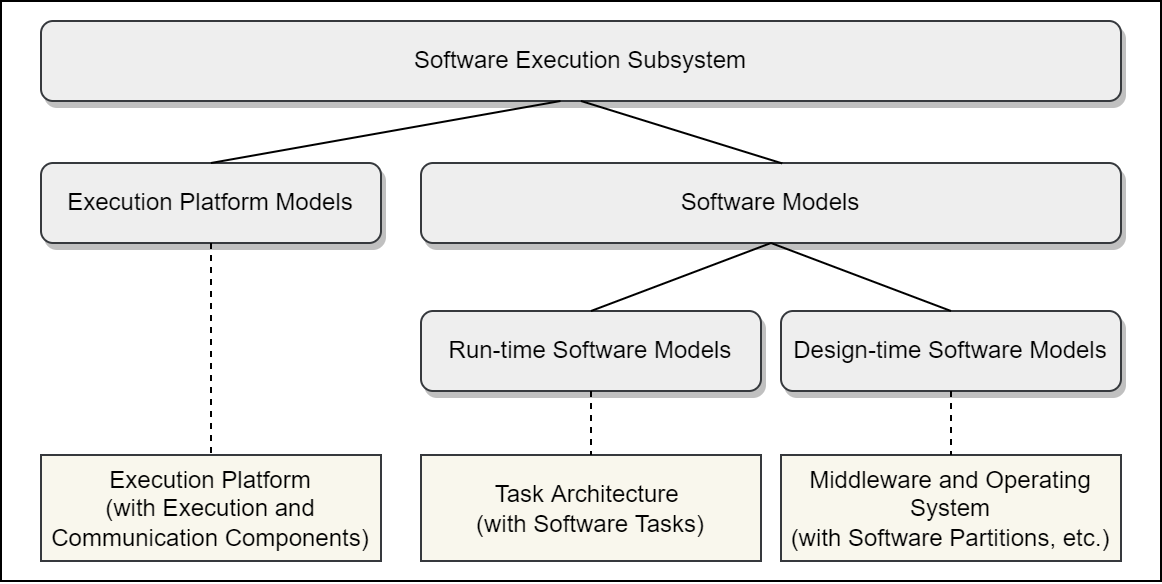 Software Execution Subsystem
Execution Platform Models
Software Models
Run-time Software Models
Design-time Software Models
Execution Platform
(with Execution and
Communication Components)
Task Architecture
(with Software Tasks)
Middleware and Operating
System
(with Software Partitions, etc.)